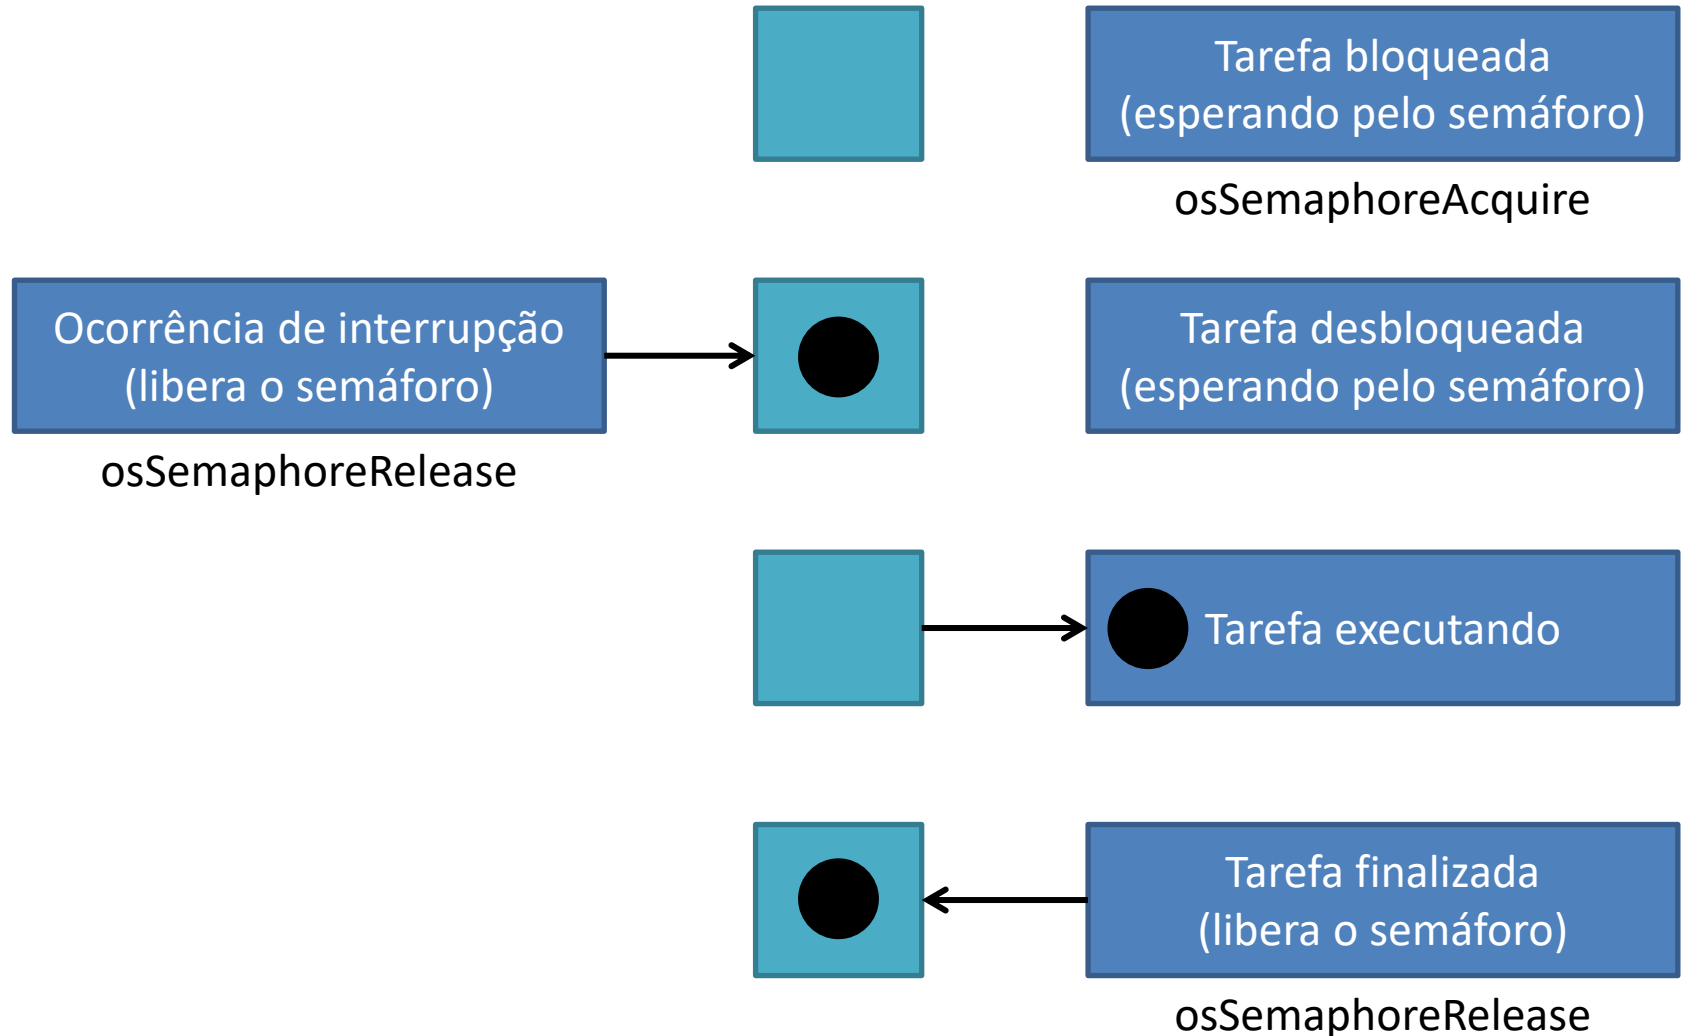 Tarefa bloqueada
(esperando pelo semáforo)
osSemaphoreAcquire
Ocorrência de interrupção
(libera o semáforo)
osSemaphoreRelease
Tarefa desbloqueada
(esperando pelo semáforo)
Tarefa executando
Tarefa finalizada
(libera o semáforo)
osSemaphoreRelease